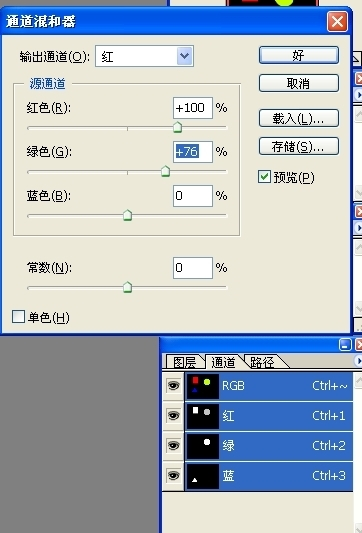 通道混和器
输出通道(O): 红
好
取消
源通道
红色(R): +100 %
载入(L)...
绿色(G): +76 %
存储(S)...
预览(P)
蓝色(B): 0 %
常数(N): 0 %
单色(H)
图层 通道 路径
RGB Ctrl+~
红 Ctrl+1
绿 Ctrl+2
蓝 Ctrl+3